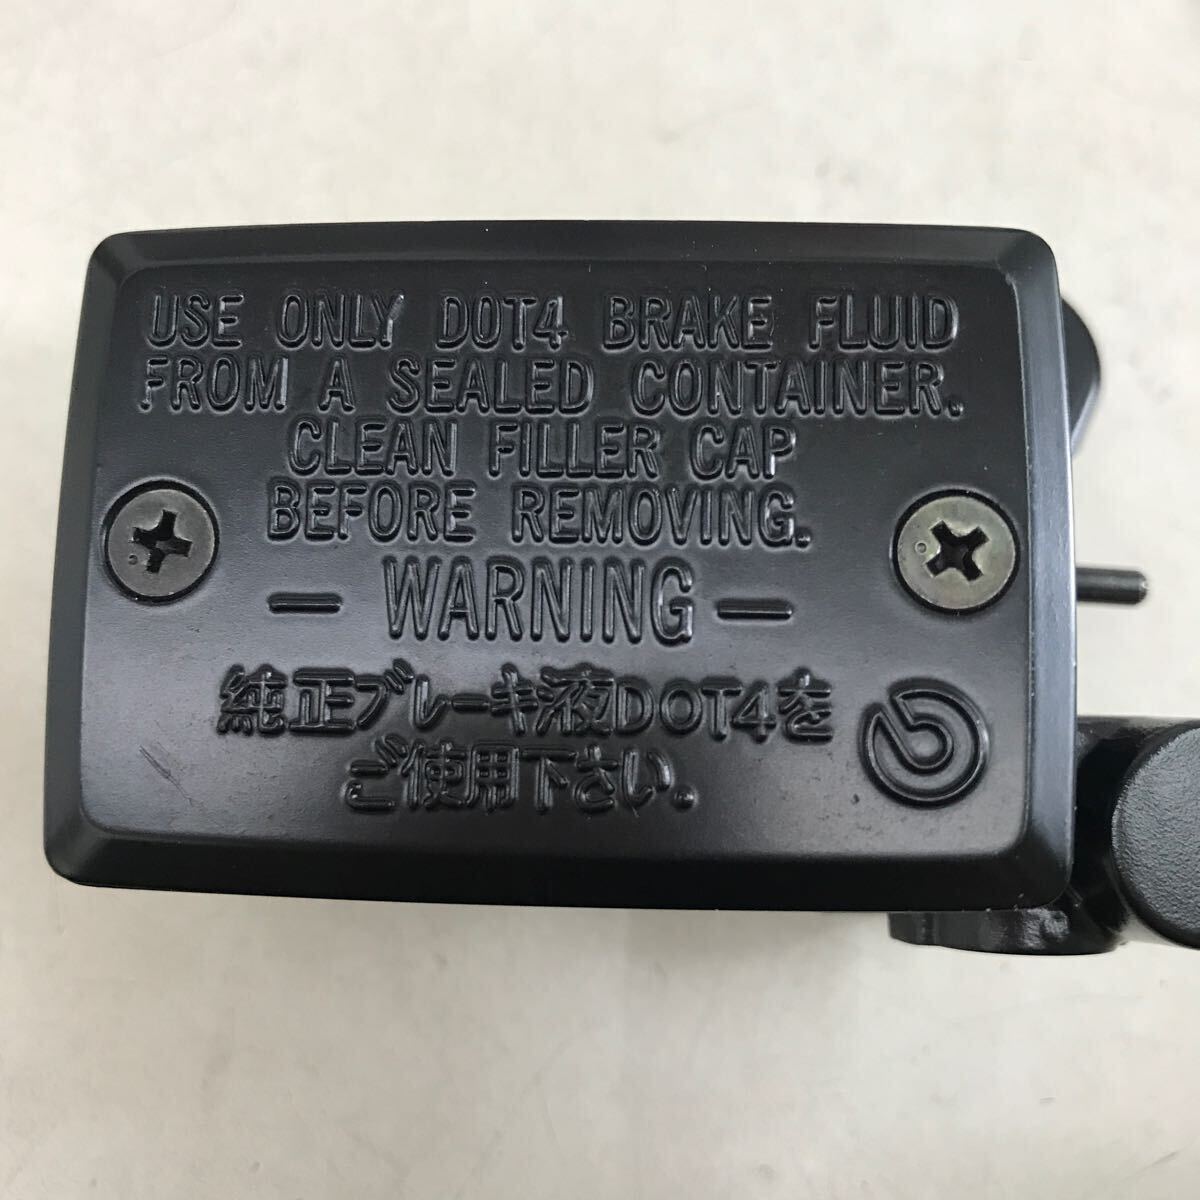 USE ONLY DOT4 BRAKE FLUID
FROM A SEALED CONTAINER.
CLEAN FILLER CAP
BEFORE REMOVING.
— WARNING —
純正ブレーキ液DOT4を
ご使用下さい.